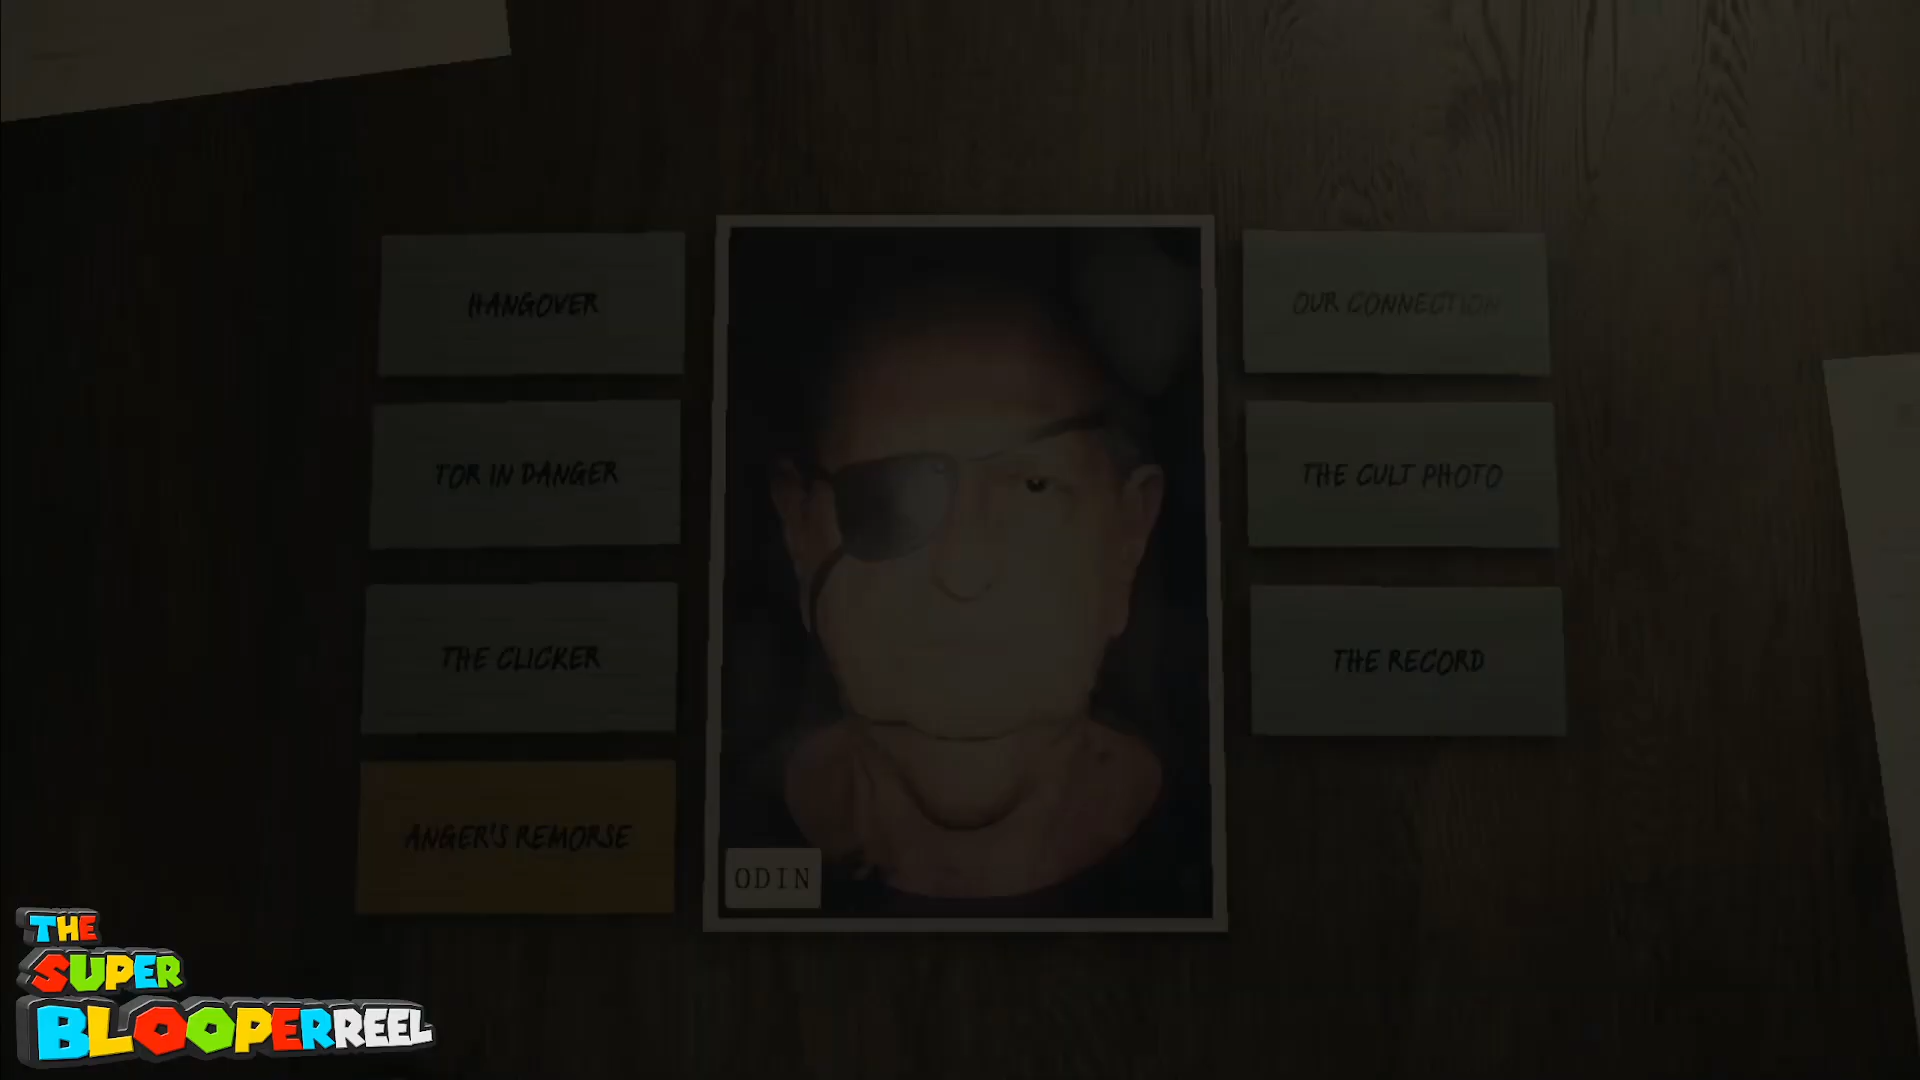 HANGOVER
OUR CONNECTION
TOR IN DANGER
THE CULT PHOTO
THE CLICKER
THE RECORD
ANGER'S REMORSE
ODIN
THE
SUPER
BLOOPERREEL